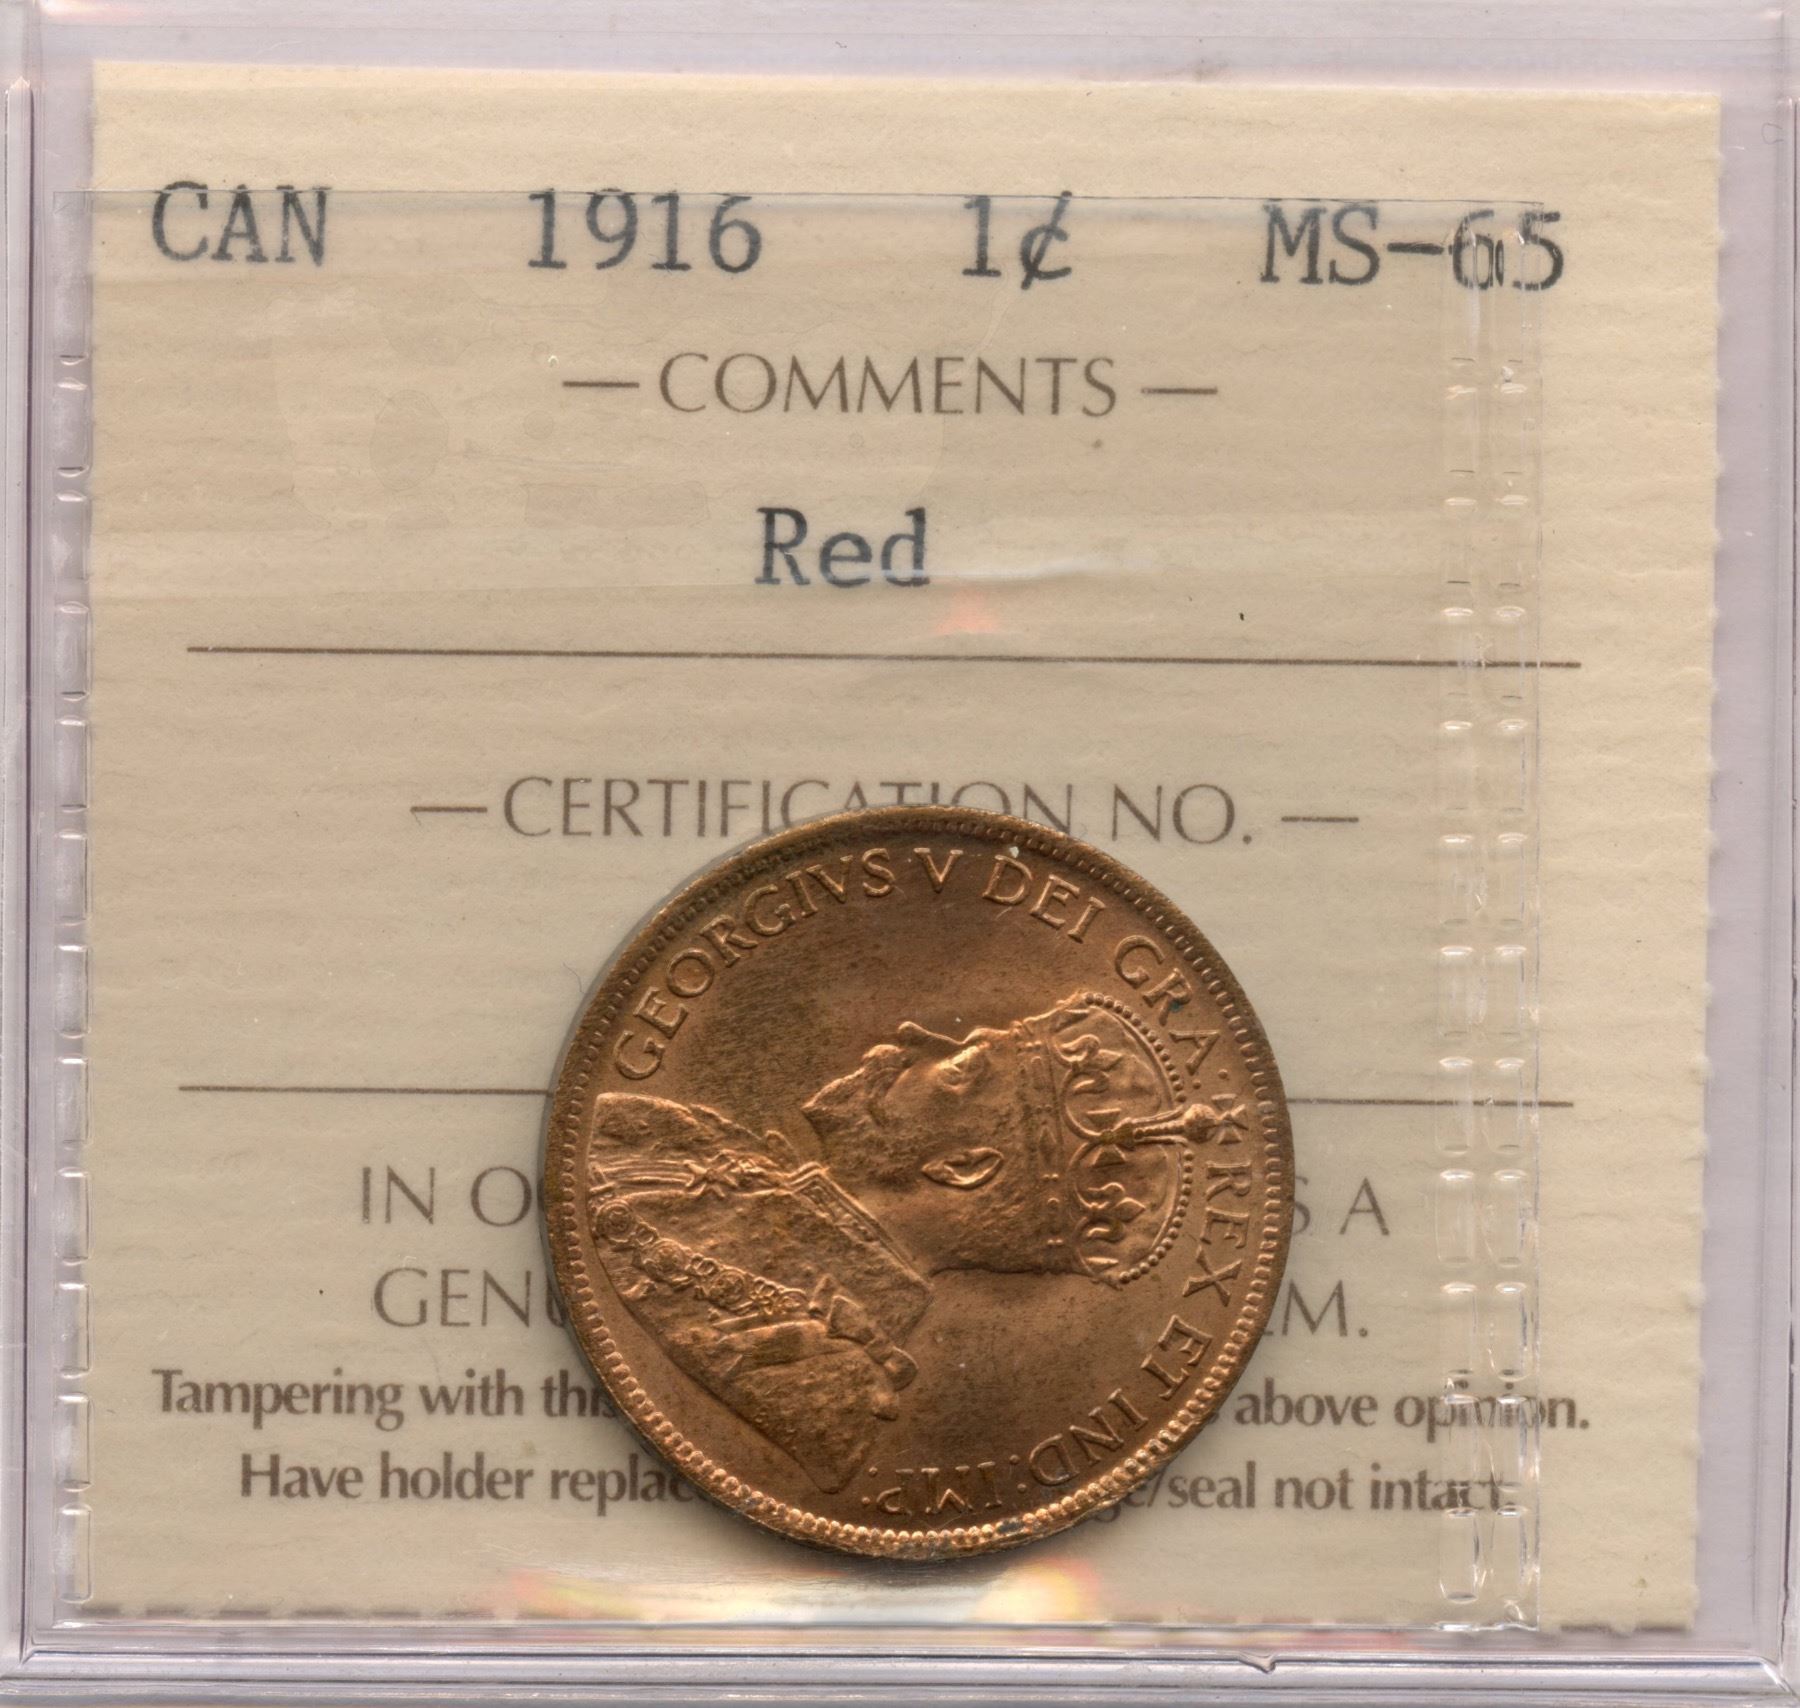 CAN 1916 1¢ MS-65
— COMMENTS —
Red
— CERTIFICATION NO. —
GEORGIVS V DEI GRA: REX ET IND: IMP:
IN O S A
GEN M.
Tampering with this above opinion.
Have holder replac e/seal not intact.